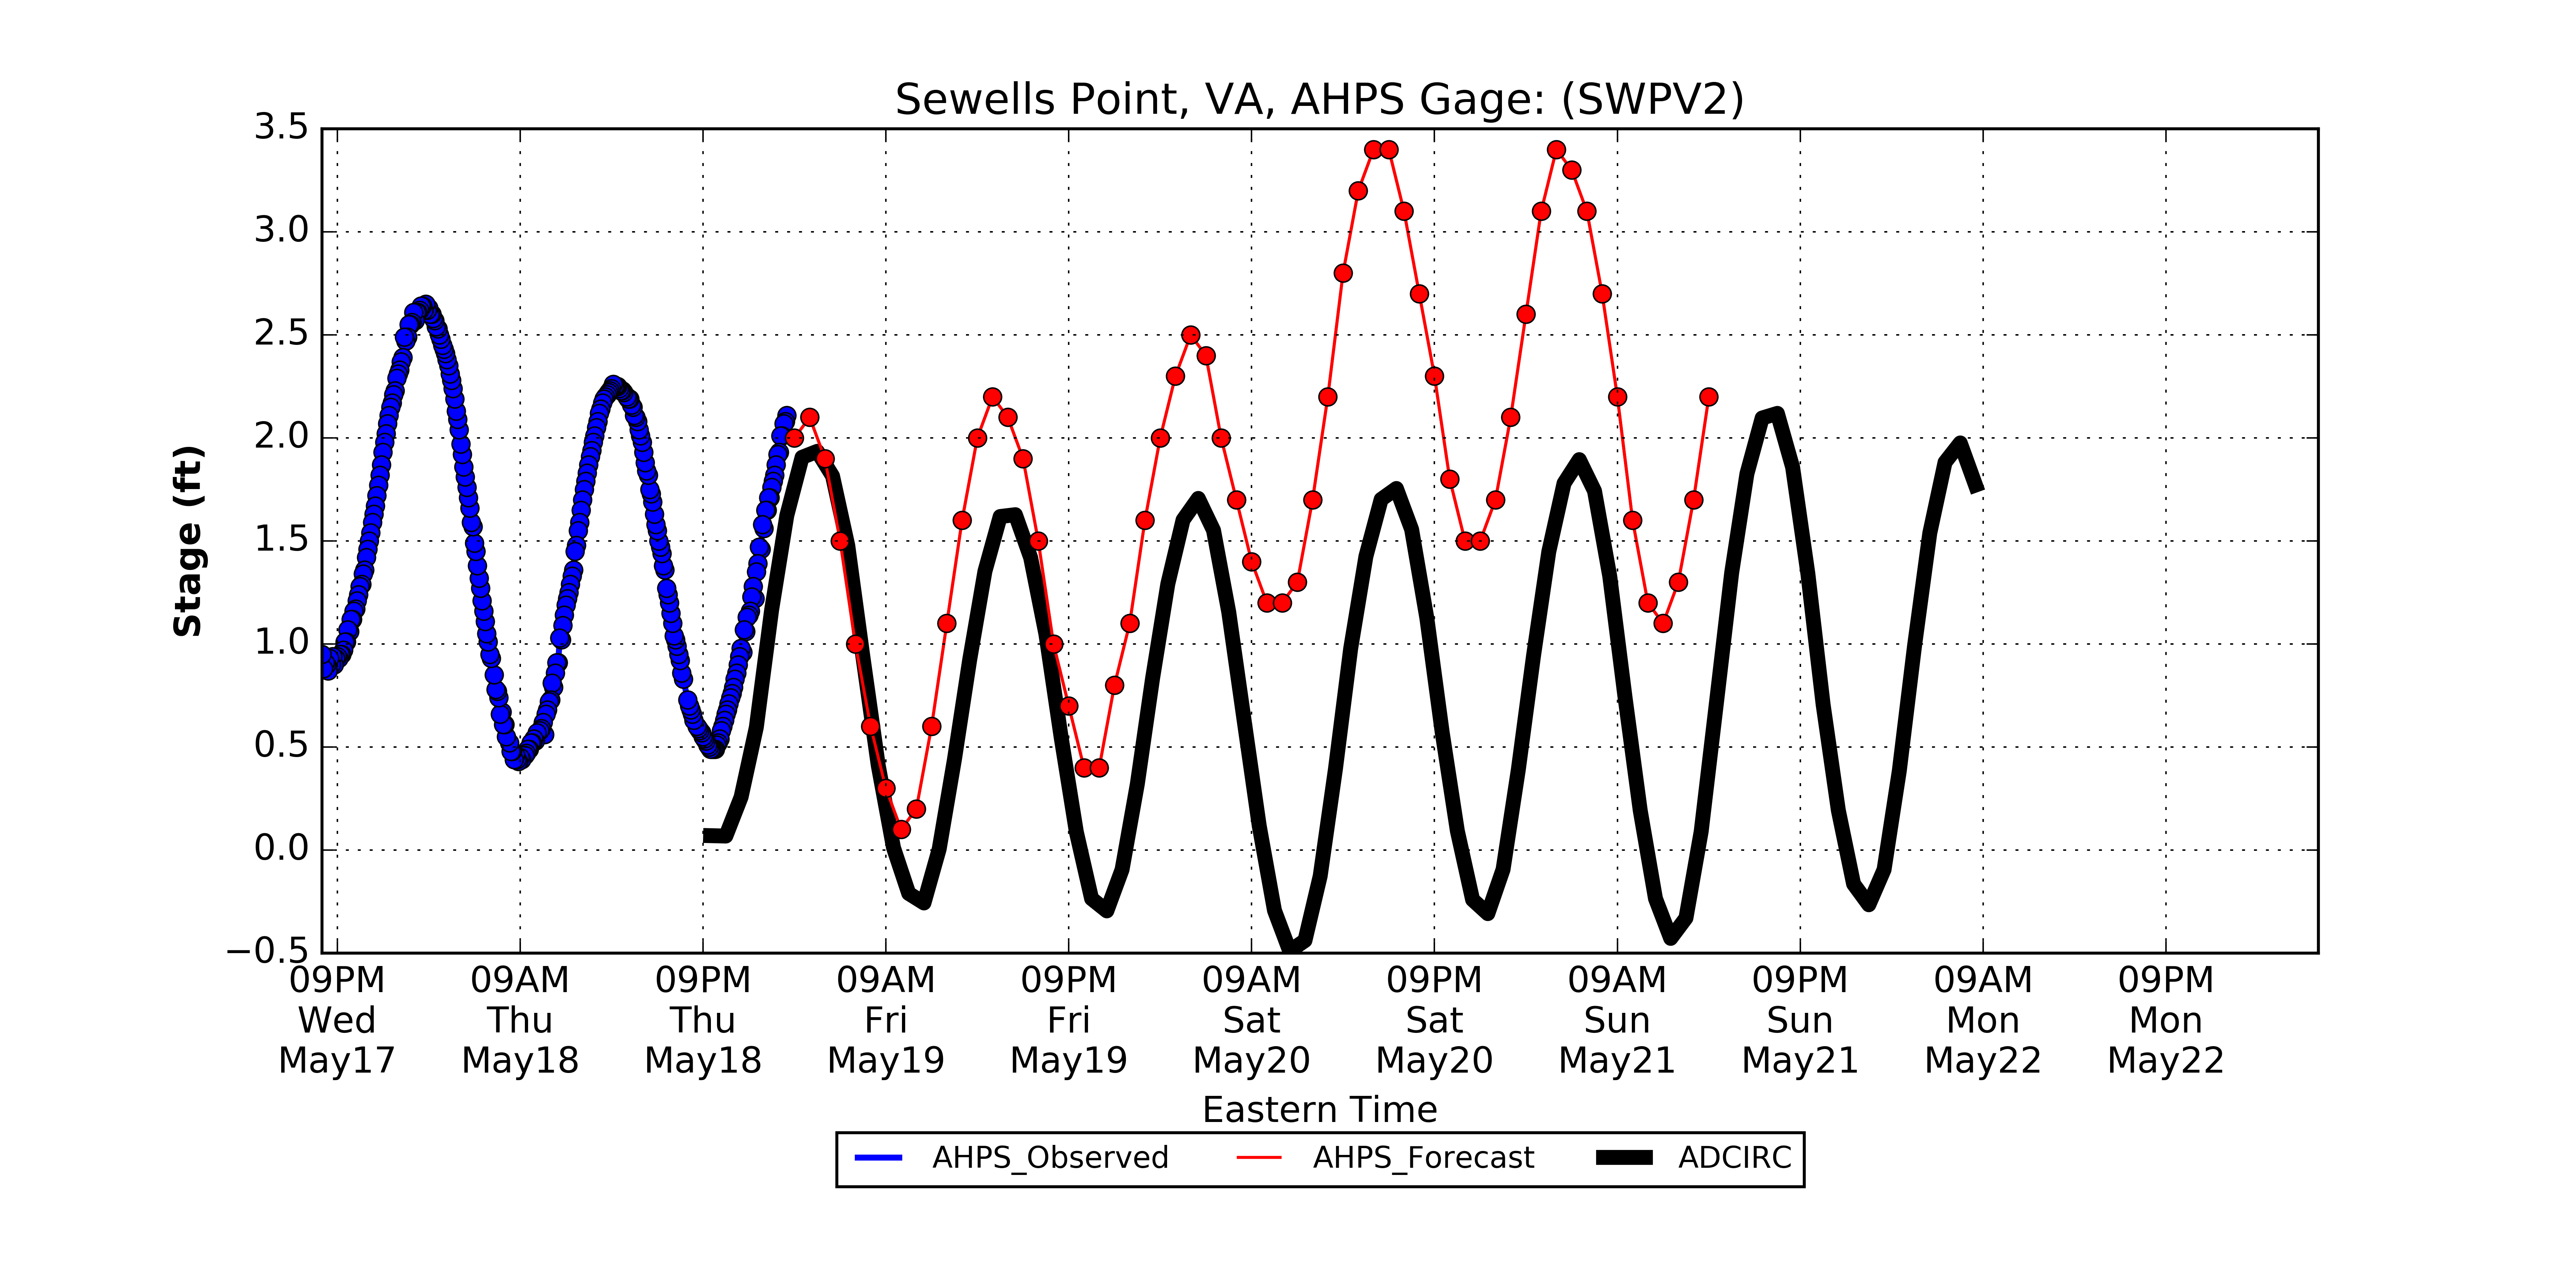 Sewells Point, VA, AHPS Gage: (SWPV2)
Stage (ft)
3.5
3.0
2.5
2.0
1.5
1.0
0.5
0.0
−0.5
09PM 09AM 09PM 09AM 09PM 09AM 09PM 09AM 09PM 09AM 09PM
Wed Thu Thu Fri Fri Sat Sat Sun Sun Mon Mon
May17 May18 May18 May19 May19 May20 May20 May21 May21 May22 May22
Eastern Time
AHPS_Observed AHPS_Forecast ADCIRC